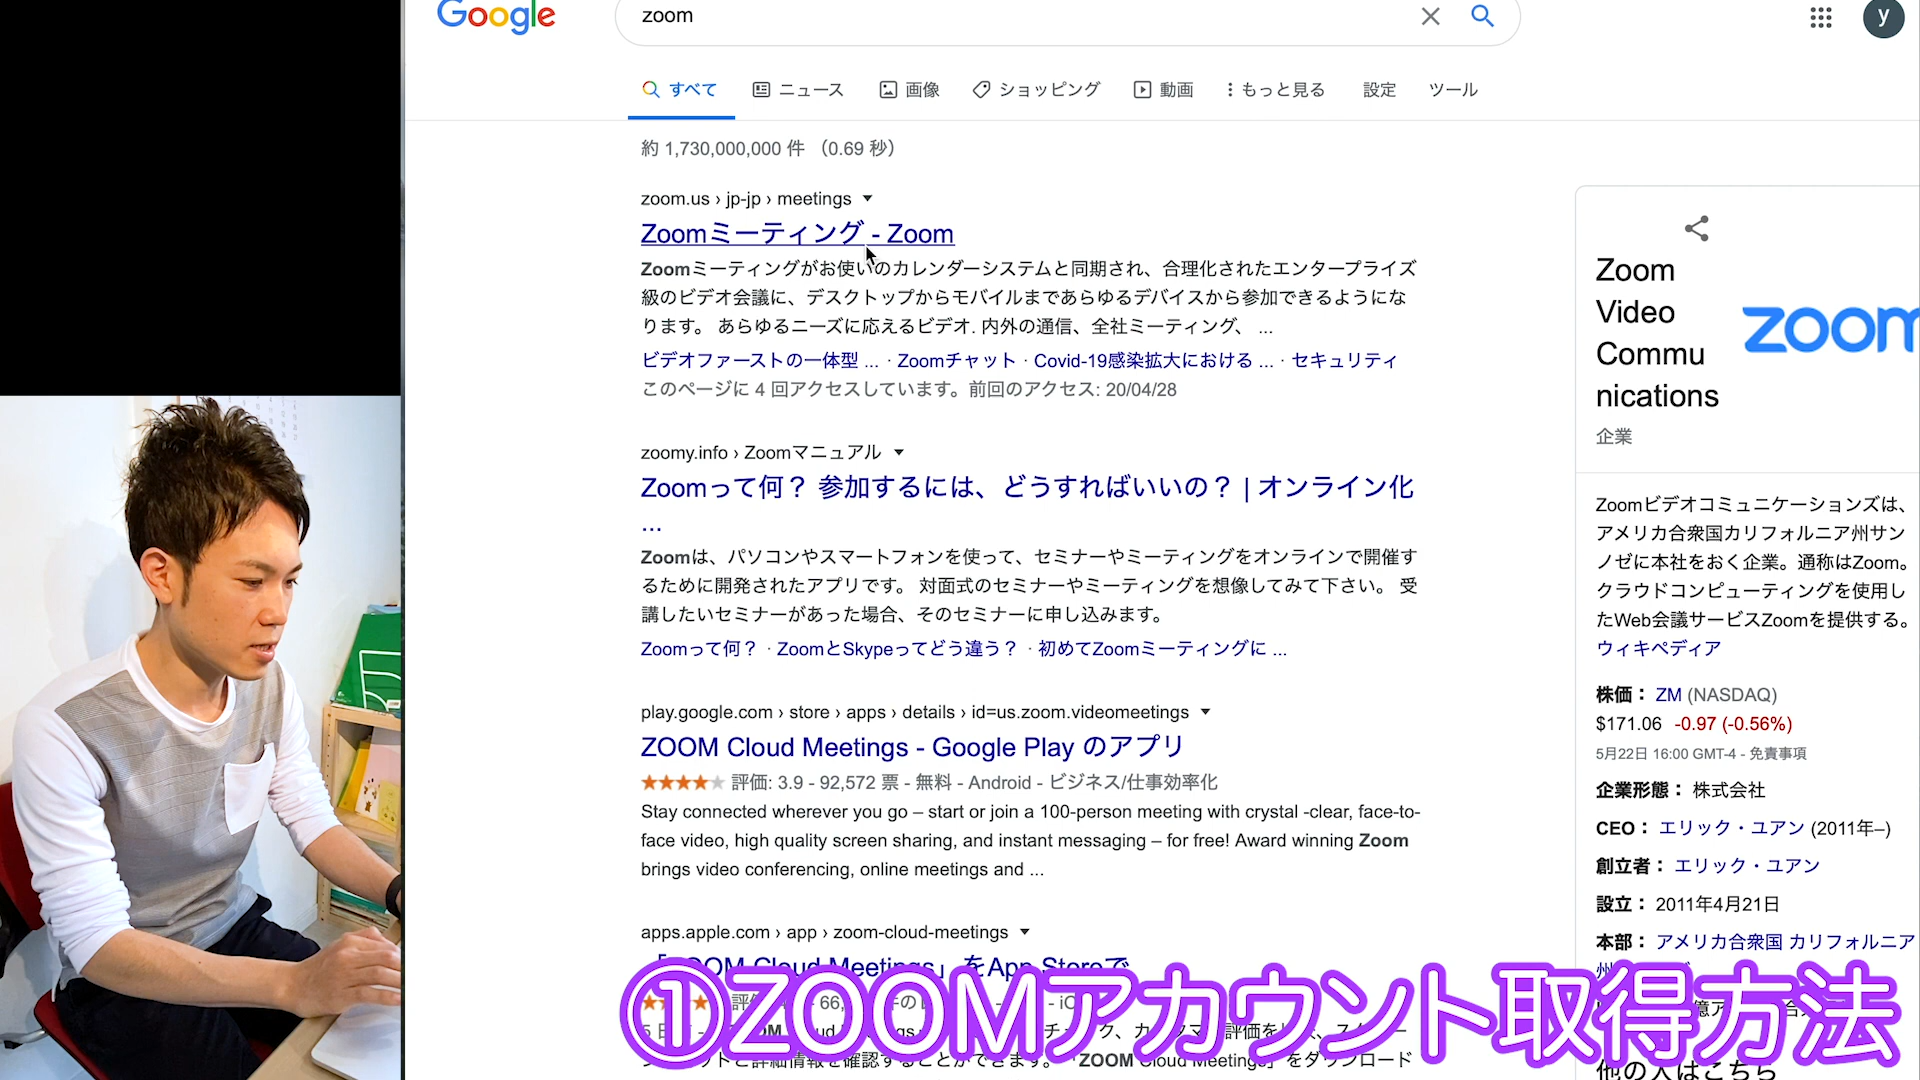 Google
zoom
y
すべて ニュース 画像 ショッピング 動画 もっと見る 設定 ツール
約 1,730,000,000 件 （0.69 秒）
zoom.us › jp-jp › meetings
Zoomミーティング - Zoom
Zoomミーティングがお使いのカレンダーシステムと同期され、合理化されたエンタープライズ
級のビデオ会議に、デスクトップからモバイルまであらゆるデバイスから参加できるようにな
ります。 あらゆるニーズに応えるビデオ. 内外の通信、全社ミーティング、 ...
ビデオファーストの一体型 ... · Zoomチャット · Covid-19感染拡大における ... · セキュリティ
このページに 4 回アクセスしています。前回のアクセス: 20/04/28
zoomy.info › Zoomマニュアル
Zoomって何？ 参加するには、どうすればいいの？ | オンライン化
...
Zoomは、パソコンやスマートフォンを使って、セミナーやミーティングをオンラインで開催す
るために開発されたアプリです。 対面式のセミナーやミーティングを想像してみて下さい。 受
講したいセミナーがあった場合、そのセミナーに申し込みます。
Zoomって何？ · ZoomとSkypeってどう違う？ · 初めてZoomミーティングに ...
play.google.com › store › apps › details › id=us.zoom.videomeetings
ZOOM Cloud Meetings - Google Play のアプリ
評価: 3.9 - 92,572 票 - 無料 - Android - ビジネス/仕事効率化
Stay connected wherever you go – start or join a 100-person meeting with crystal -clear, face-to-
face video, high quality screen sharing, and instant messaging – for free! Award winning Zoom
brings video conferencing, online meetings and ...
apps.apple.com › app › zoom-cloud-meetings
「ZOOM Cloud Meetings」をApp Storeで
①ZOOMアカウント取得方法
Zoom
Video
Commu
nications
企業
zoom
Zoomビデオコミュニケーションズは、
アメリカ合衆国カリフォルニア州サン
ノゼに本社をおく企業。通称はZoom。
クラウドコンピューティングを使用し
たWeb会議サービスZoomを提供する。
ウィキペディア
株価： ZM (NASDAQ)
$171.06 -0.97 (-0.56%)
5月22日 16:00 GMT-4 - 免責事項
企業形態： 株式会社
CEO： エリック・ユアン (2011年–)
創立者： エリック・ユアン
設立： 2011年4月21日
本部： アメリカ合衆国 カリフォルニア
他の人はこちら